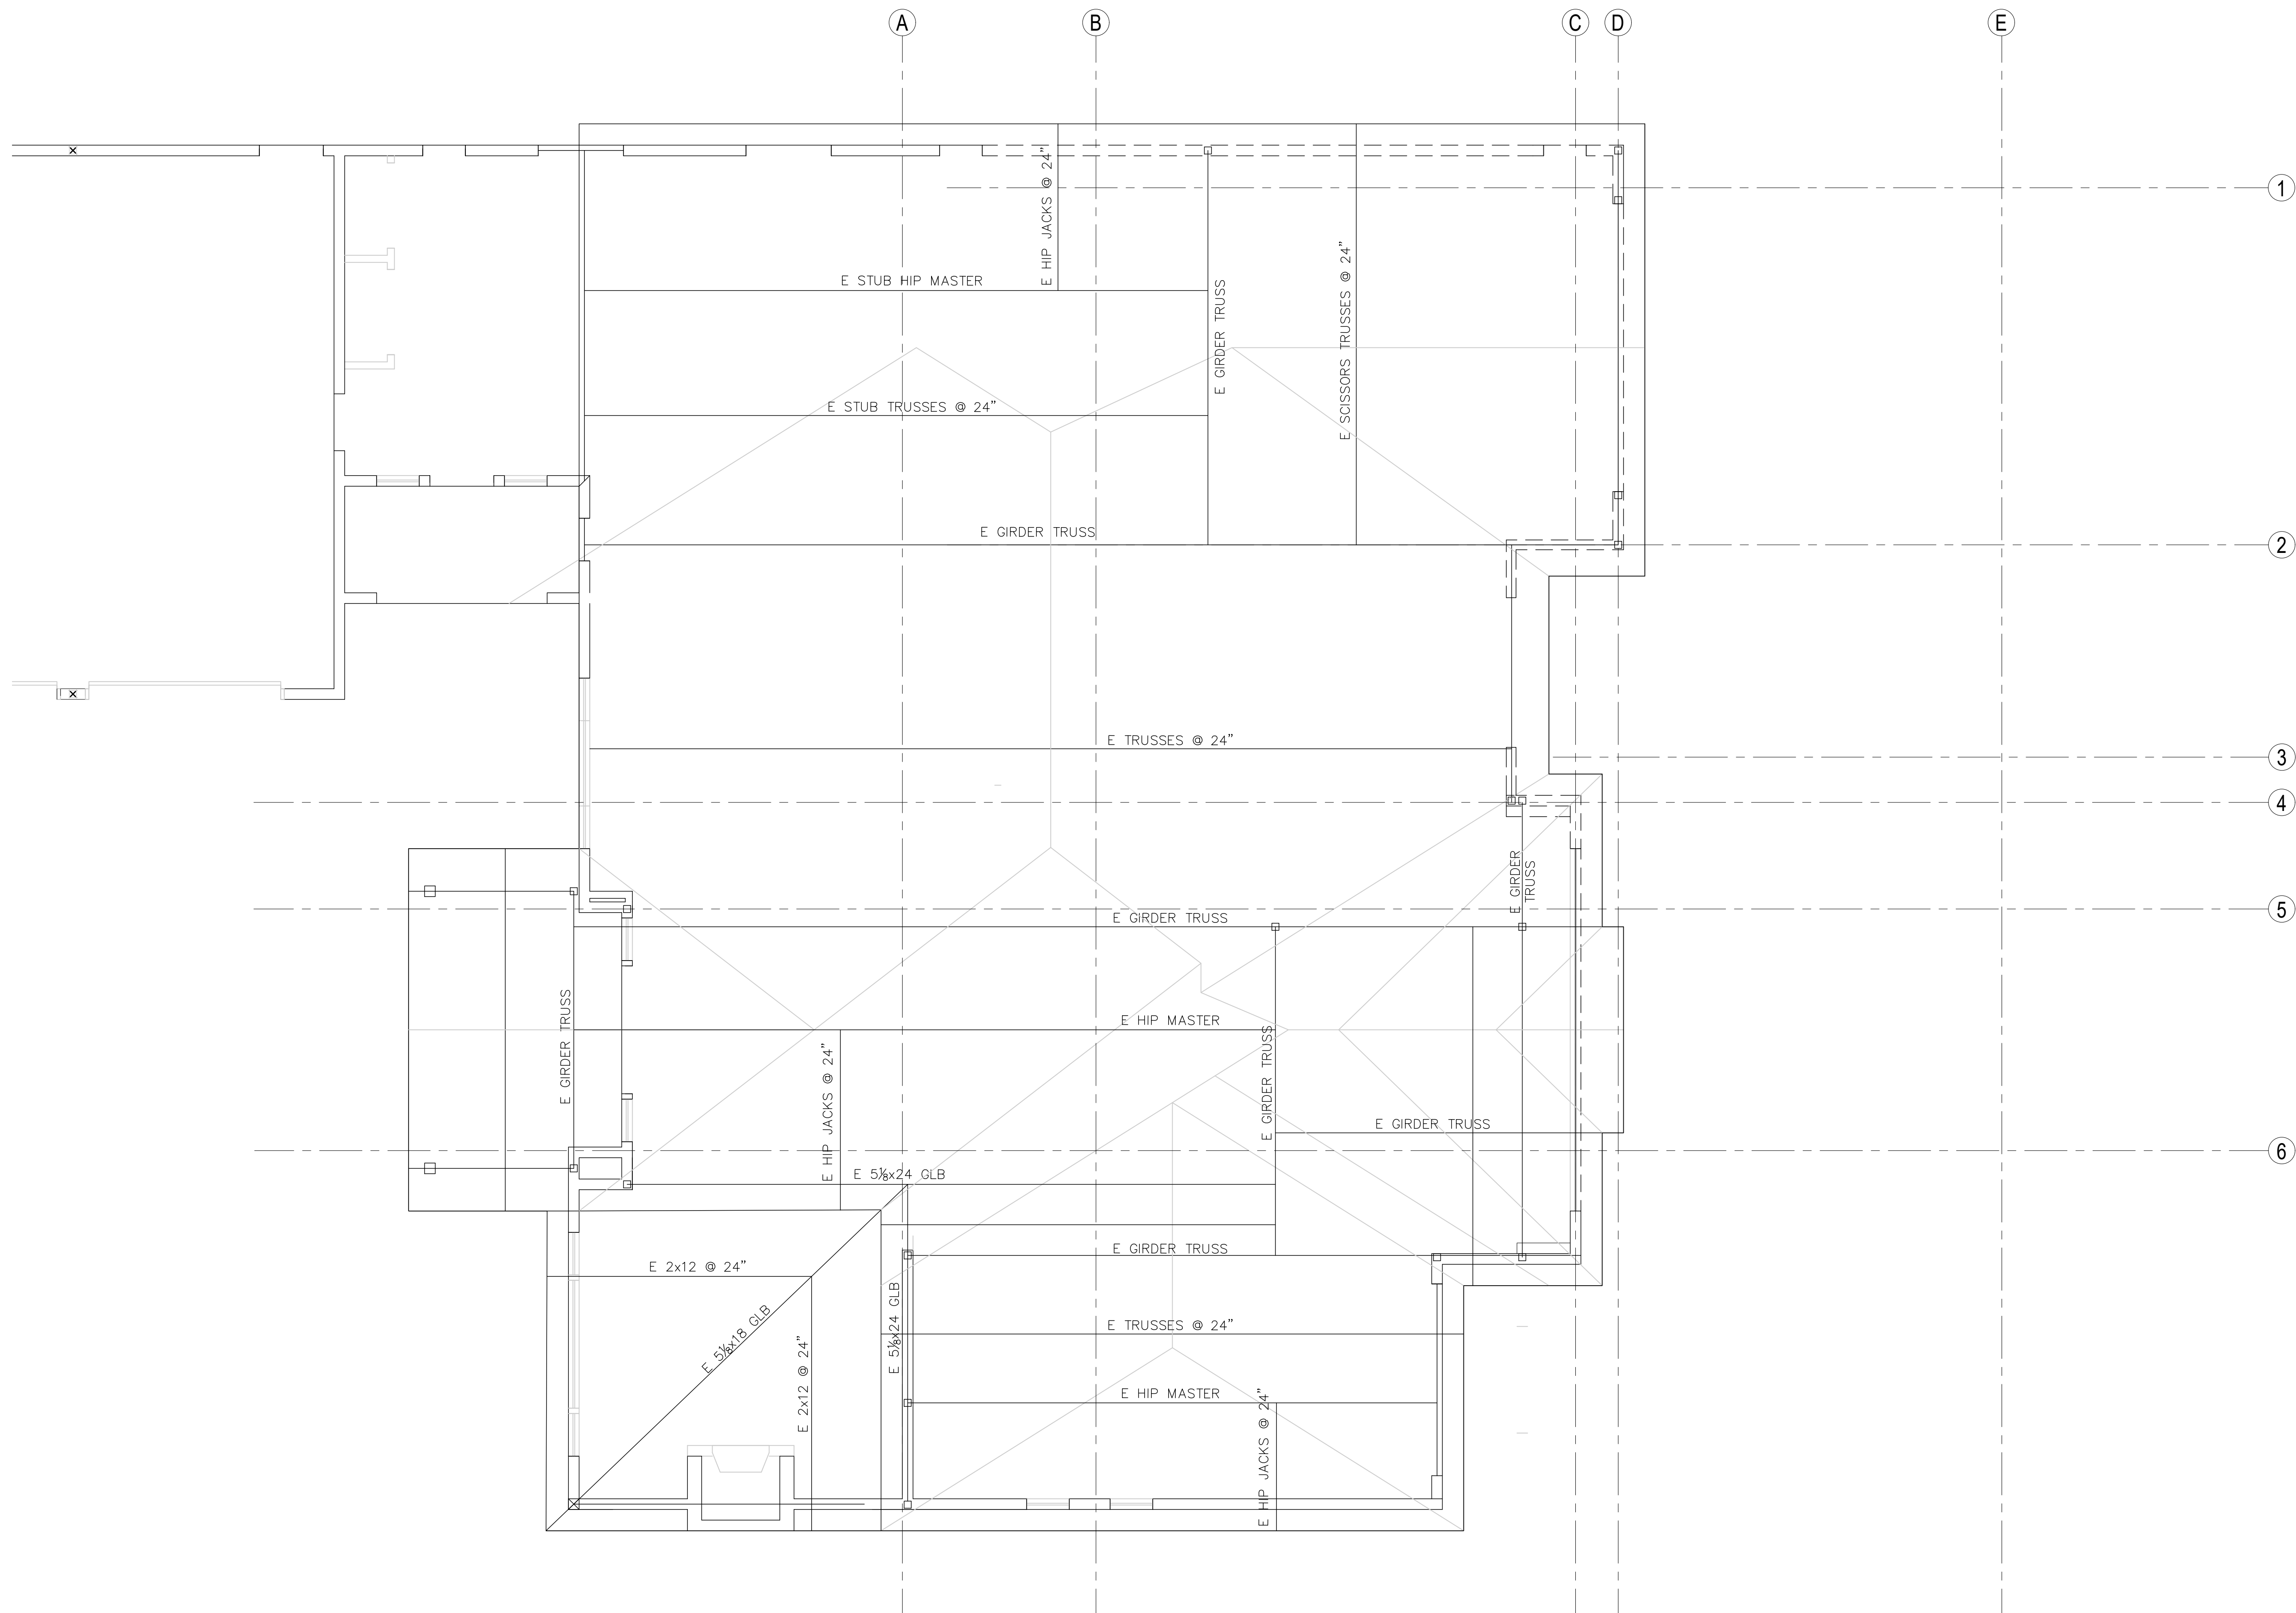 A
B
C
D
E
1
E HIP JACKS @ 24"
E STUB HIP MASTER
E GIRDER TRUSS
E SCISSORS TRUSSES @ 24"
E STUB TRUSSES @ 24"
E GIRDER TRUSS
2
E TRUSSES @ 24"
3
4
E GIRDER
TRUSS
5
E GIRDER TRUSS
E GIRDER TRUSS
E HIP MASTER
E HIP JACKS @ 24"
E GIRDER TRUSS
E GIRDER TRUSS
6
E 5⅛x24 GLB
E GIRDER TRUSS
E 2x12 @ 24"
E 5⅛x18 GLB
E 5⅛x24 GLB
E 2x12 @ 24"
E TRUSSES @ 24"
E HIP MASTER
E HIP JACKS @ 24"